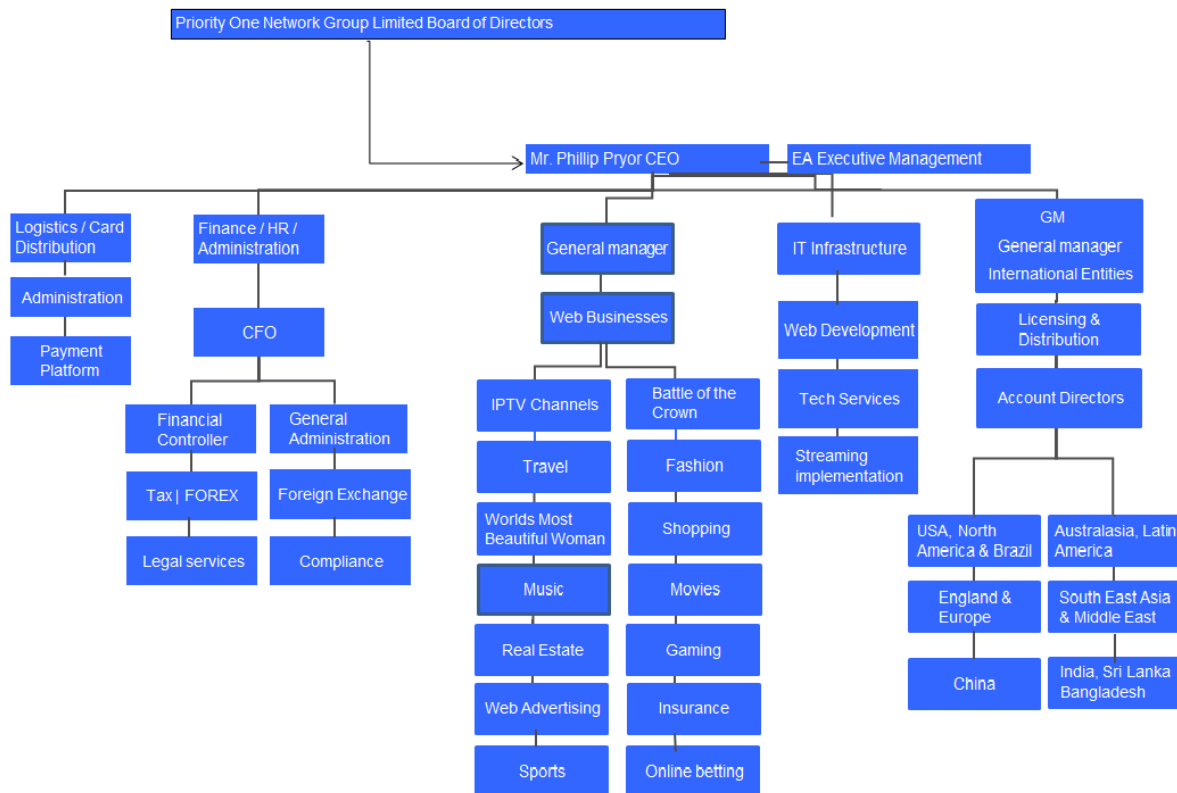 Priority One Network Group Limited Board of Directors
Mr. Phillip Pryor CEO
EA Executive Management
Logistics / Card
Distribution
Administration
Payment
Platform
Finance / HR /
Administration
CFO
Financial
Controller
Tax | FOREX
Legal services
General
Administration
Foreign Exchange
Compliance
General manager
Web Businesses
IPTV Channels
Travel
Worlds Most
Beautiful Woman
Music
Real Estate
Web Advertising
Sports
Battle of the
Crown
Fashion
Shopping
Movies
Gaming
Insurance
Online betting
IT Infrastructure
Web Development
Tech Services
Streaming
implementation
GM
General manager
International Entities
Licensing &
Distribution
Account Directors
USA, North
America & Brazil
England &
Europe
China
Australasia, Latin
America
South East Asia
& Middle East
India, Sri Lanka
Bangladesh